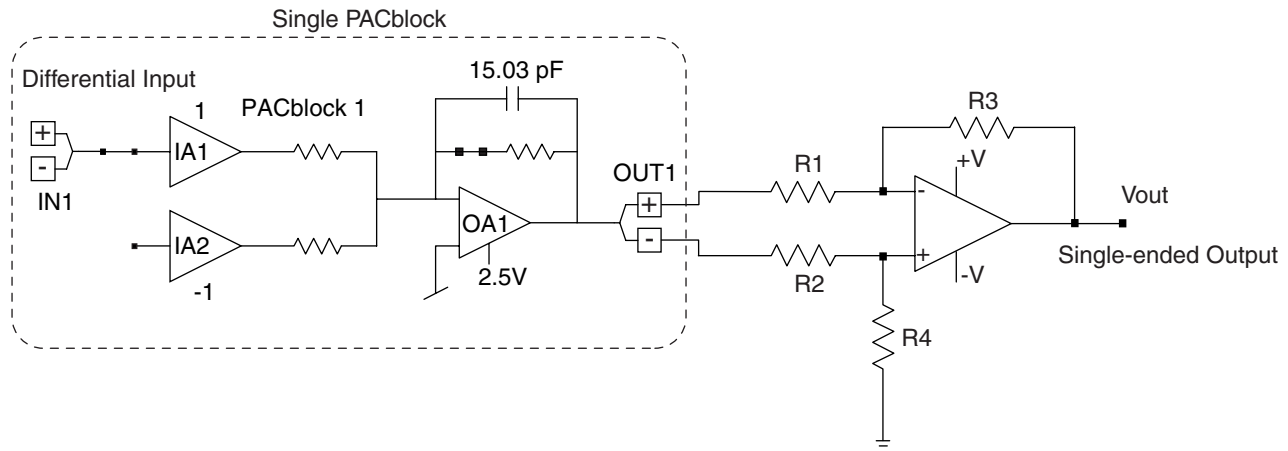 Single PACblock
Differential Input
15.03 pF
1
PACblock 1
R3
+
IA1
-
OUT1
R1
+V
IN1
+
-
Vout
IA2
OA1
-
+
Single-ended Output
2.5V
R2
-V
-1
R4